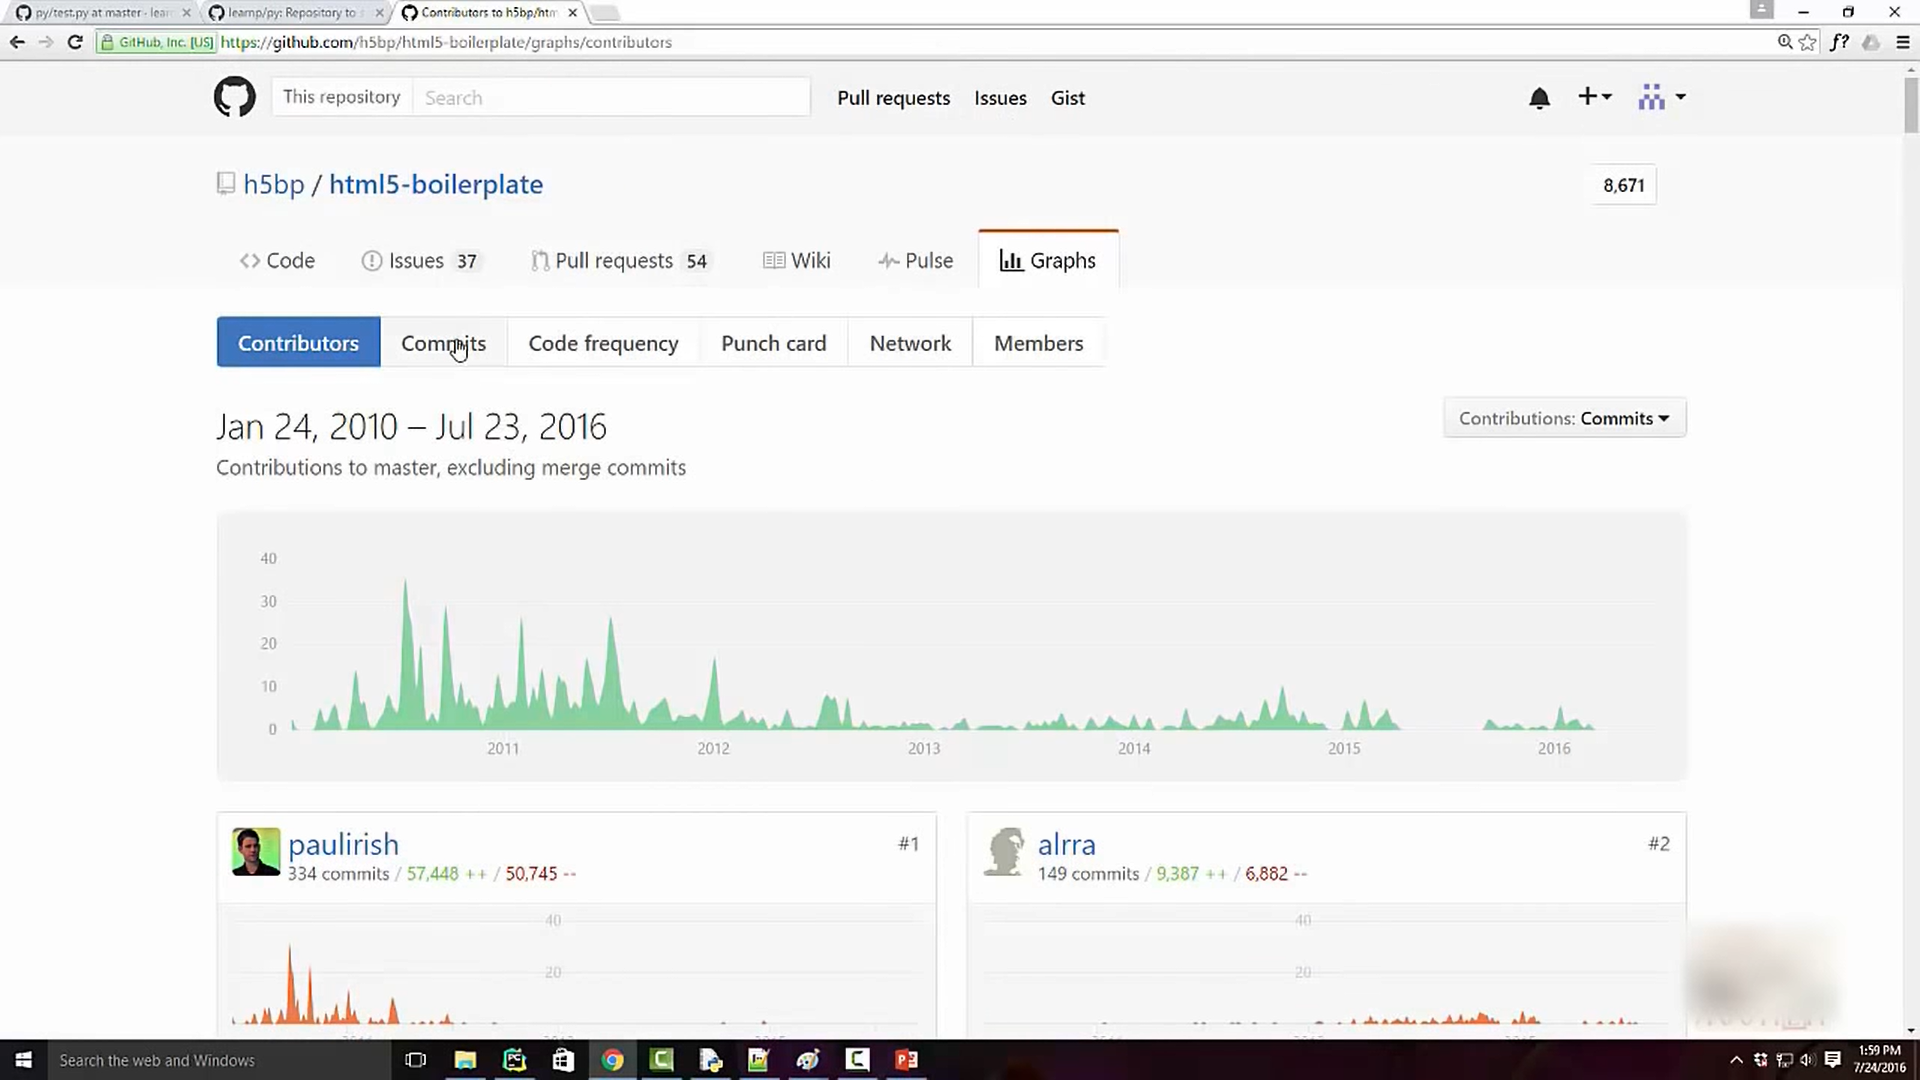 py/test.py at master · lear
learnp/py: Repository to
Contributors to h5bp/htm
GitHub, Inc. [US] https://github.com/h5bp/html5-boilerplate/graphs/contributors
f?
This repository Search Pull requests Issues Gist
h5bp / html5-boilerplate 8,671
Code Issues 37 Pull requests 54 Wiki Pulse Graphs
Contributors Commits Code frequency Punch card Network Members
Jan 24, 2010 – Jul 23, 2016
Contributions: Commits
Contributions to master, excluding merge commits
40
30
20
10
0
2011 2012 2013 2014 2015 2016
paulirish #1
334 commits / 57,448 ++ / 50,745 --
40
20
alrra #2
149 commits / 9,387 ++ / 6,882 --
40
20
Search the web and Windows
1:59 PM
7/24/2016